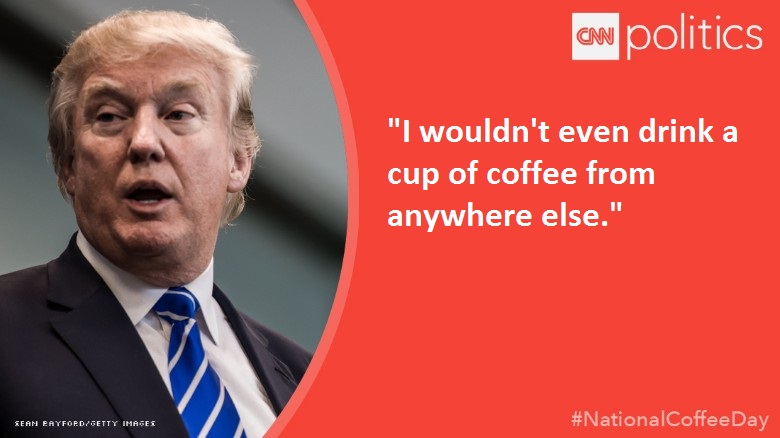 CNN politics
"I wouldn't even drink a
cup of coffee from
anywhere else."
SEAN RAYFORD/GETTY IMAGES
#NationalCoffeeDay